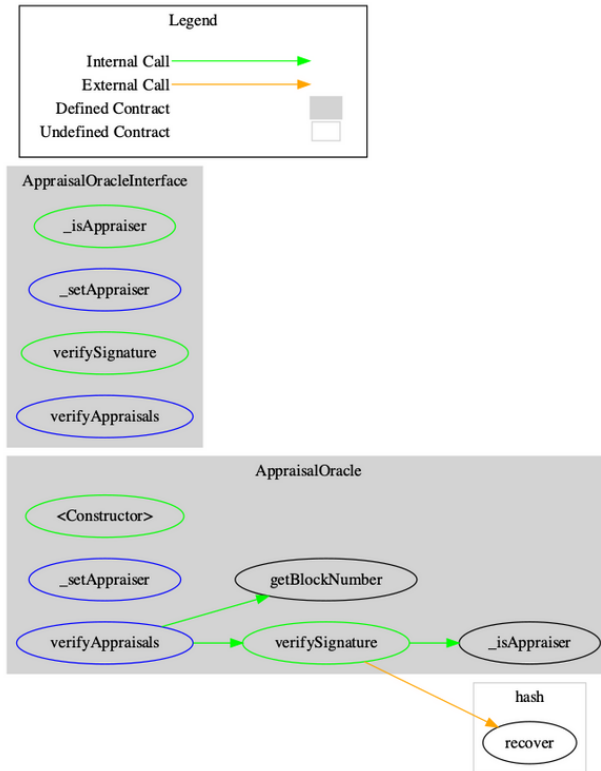 Legend
Internal Call
External Call
Defined Contract
Undefined Contract
AppraisalOracleInterface
_isAppraiser
_setAppraiser
verifySignature
verifyAppraisals
AppraisalOracle
<Constructor>
_setAppraiser getBlockNumber
verifyAppraisals verifySignature _isAppraiser
hash
recover